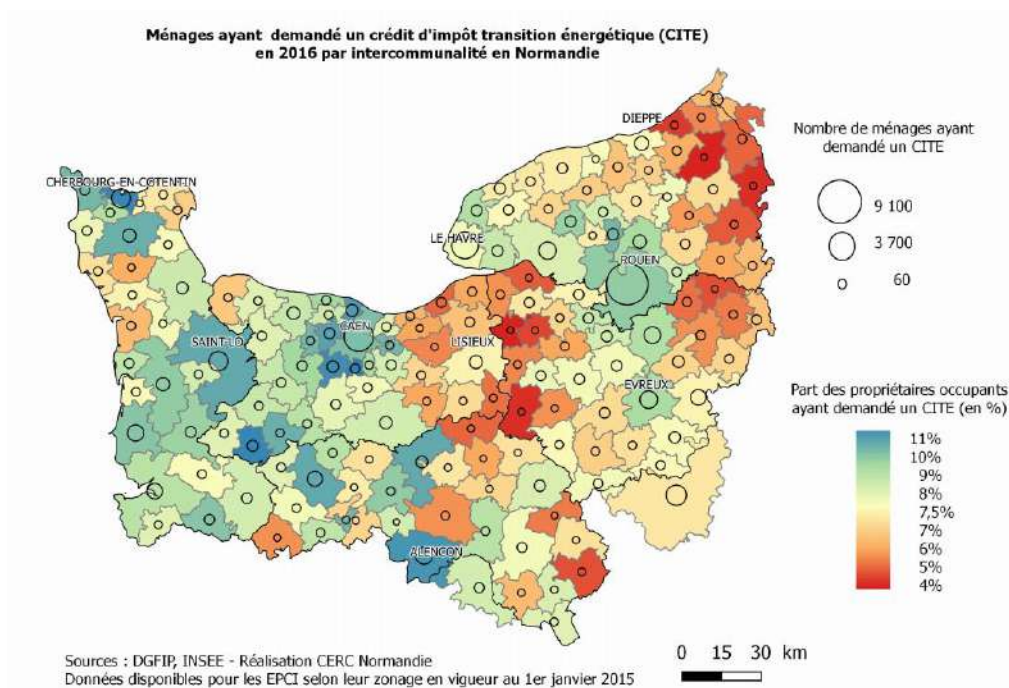 Ménages ayant demandé un crédit d'impôt transition énergétique (CITE)
en 2016 par intercommunalité en Normandie
DIEPPE
CHERBOURG-EN-COTENTIN
LE HAVRE
ROUEN
SAINT-LO
CAEN
LISIEUX
EVREUX
ALENCON
Nombre de ménages ayant
demandé un CITE
9 100
3 700
60
Part des propriétaires occupants
ayant demandé un CITE (en %)
11%
10%
9%
8%
7,5%
7%
6%
5%
4%
Sources : DGFIP, INSEE - Réalisation CERC Normandie
Données disponibles pour les EPCI selon leur zonage en vigueur au 1er janvier 2015
0 15 30 km